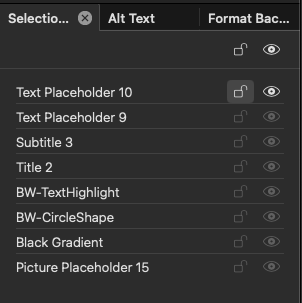 Selectio...
Alt Text
Format Bac...
Text Placeholder 10
Text Placeholder 9
Subtitle 3
Title 2
BW-TextHighlight
BW-CircleShape
Black Gradient
Picture Placeholder 15